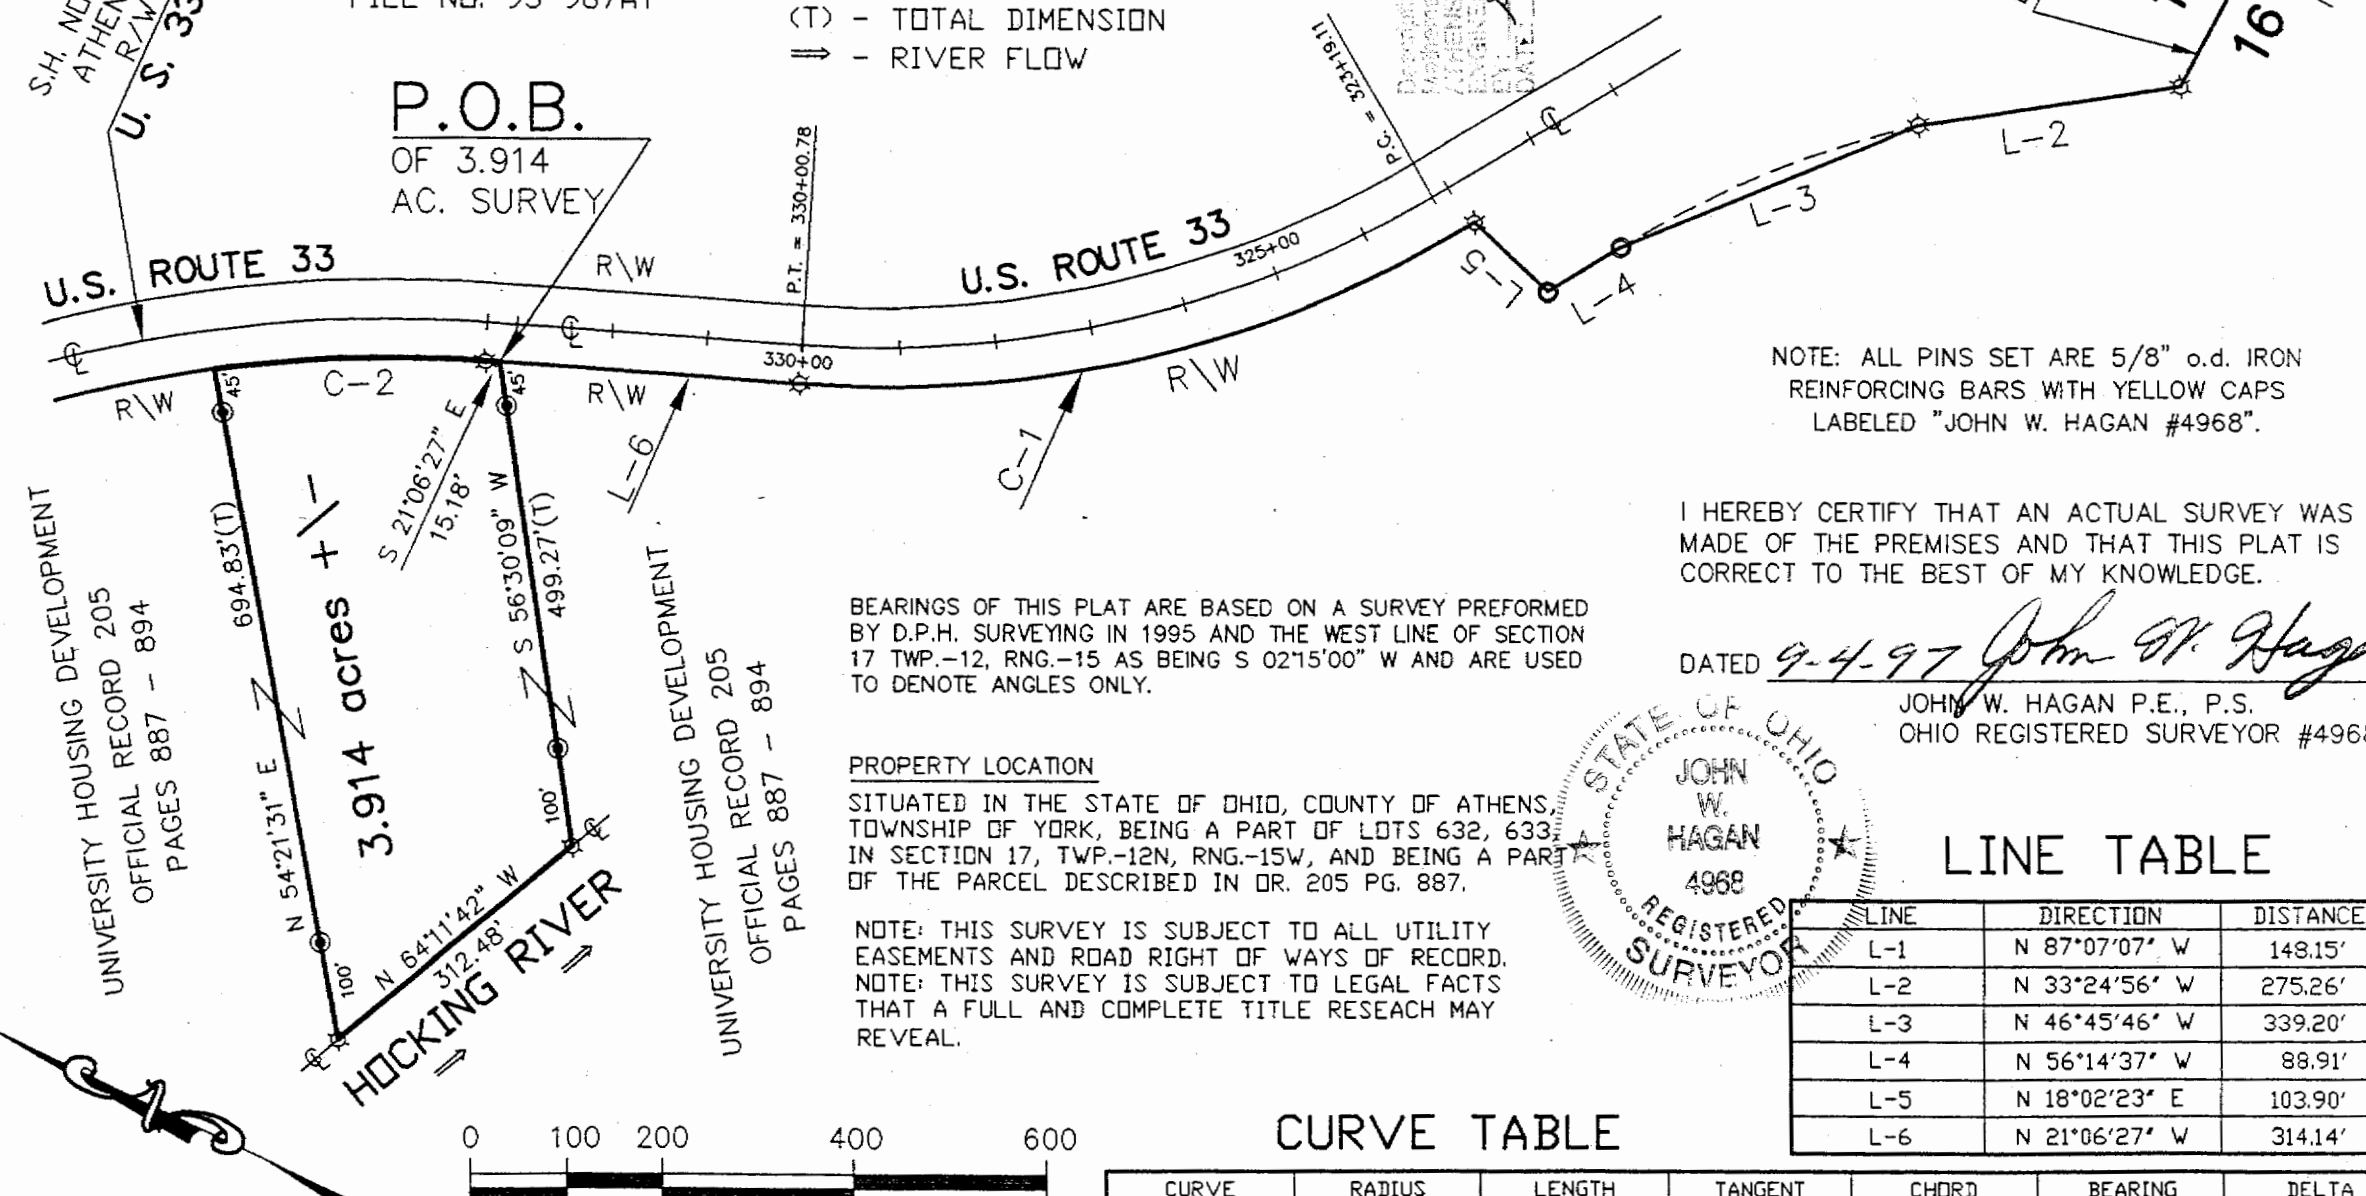 S.H. NO
ATHEN
R/W
U. S. 33
FILE NO. 95-987A1
(T) - TOTAL DIMENSION
⇒ - RIVER FLOW
P.O.B.
OF 3.914
AC. SURVEY
P.T. = 330+00.78
P.C. = 323+19.11
DATE
16
L-2
L-3
L-4
L-5
U.S. ROUTE 33
R\W
U.S. ROUTE 33
325+00
330+00
R\W
C-2
R\W
R\W
45'
45'
L-6
C-1
S 21°06'27" E
15.18'
NOTE: ALL PINS SET ARE 5/8" o.d. IRON
REINFORCING BARS WITH YELLOW CAPS
LABELED "JOHN W. HAGAN #4968".
UNIVERSITY HOUSING DEVELOPMENT
OFFICIAL RECORD 205
PAGES 887 - 894
694.83'(T)
N 54°21'31" E
3.914 acres +/-
S 56°30'09" W
499.27'(T)
100'
100'
N 64°11'42" W
312.48'
HOCKING RIVER
UNIVERSITY HOUSING DEVELOPMENT
OFFICIAL RECORD 205
PAGES 887 - 894
I HEREBY CERTIFY THAT AN ACTUAL SURVEY WAS
MADE OF THE PREMISES AND THAT THIS PLAT IS
CORRECT TO THE BEST OF MY KNOWLEDGE.
DATED 9-4-97 John W. Haga
JOHN W. HAGAN P.E., P.S.
OHIO REGISTERED SURVEYOR #4968
BEARINGS OF THIS PLAT ARE BASED ON A SURVEY PREFORMED
BY D.P.H. SURVEYING IN 1995 AND THE WEST LINE OF SECTION
17 TWP.-12, RNG.-15 AS BEING S 02°15'00" W AND ARE USED
TO DENOTE ANGLES ONLY.
PROPERTY LOCATION
SITUATED IN THE STATE OF OHIO, COUNTY OF ATHENS,
TOWNSHIP OF YORK, BEING A PART OF LOTS 632, 633,
IN SECTION 17, TWP.-12N, RNG.-15W, AND BEING A PART
OF THE PARCEL DESCRIBED IN OR. 205 PG. 887.
NOTE: THIS SURVEY IS SUBJECT TO ALL UTILITY
EASEMENTS AND ROAD RIGHT OF WAYS OF RECORD.
NOTE: THIS SURVEY IS SUBJECT TO LEGAL FACTS
THAT A FULL AND COMPLETE TITLE RESEACH MAY
REVEAL.
STATE OF OHIO
JOHN
W.
HAGAN
4968
REGISTERED
SURVEYOR
LINE TABLE
LINE DIRECTION DISTANCE
L-1 N 87°07'07" W 148.15'
L-2 N 33°24'56" W 275.26'
L-3 N 46°45'46" W 339.20'
L-4 N 56°14'37" W 88.91'
L-5 N 18°02'23" E 103.90'
L-6 N 21°06'27" W 314.14'
0 100 200 400 600
CURVE TABLE
CURVE RADIUS LENGTH TANGENT CHORD BEARING DELTA